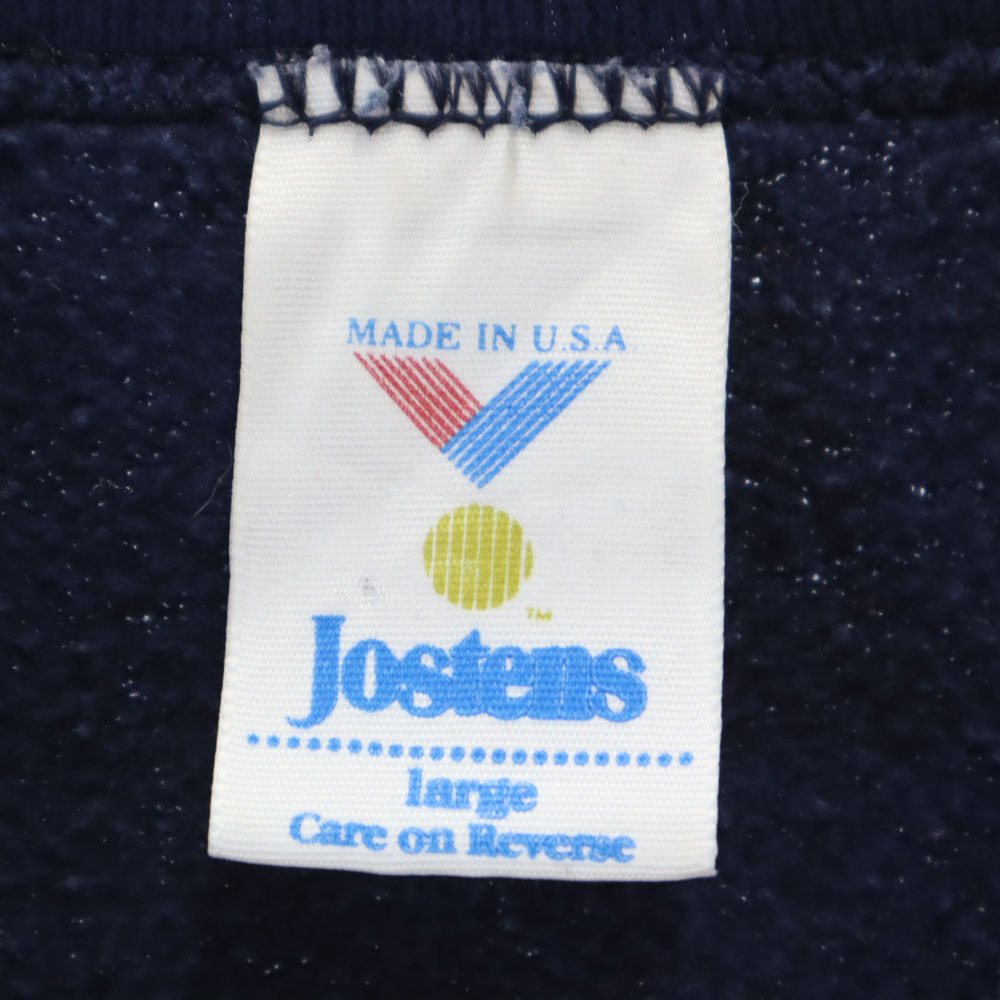 MADE IN U.S.A.
™
Jostens
large
Care on Reverse